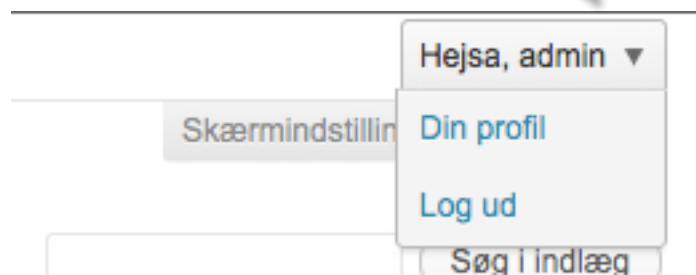 Hejsa, admin ▼
Skærmindstillin
Din profil
Log ud
Søg i indlæg